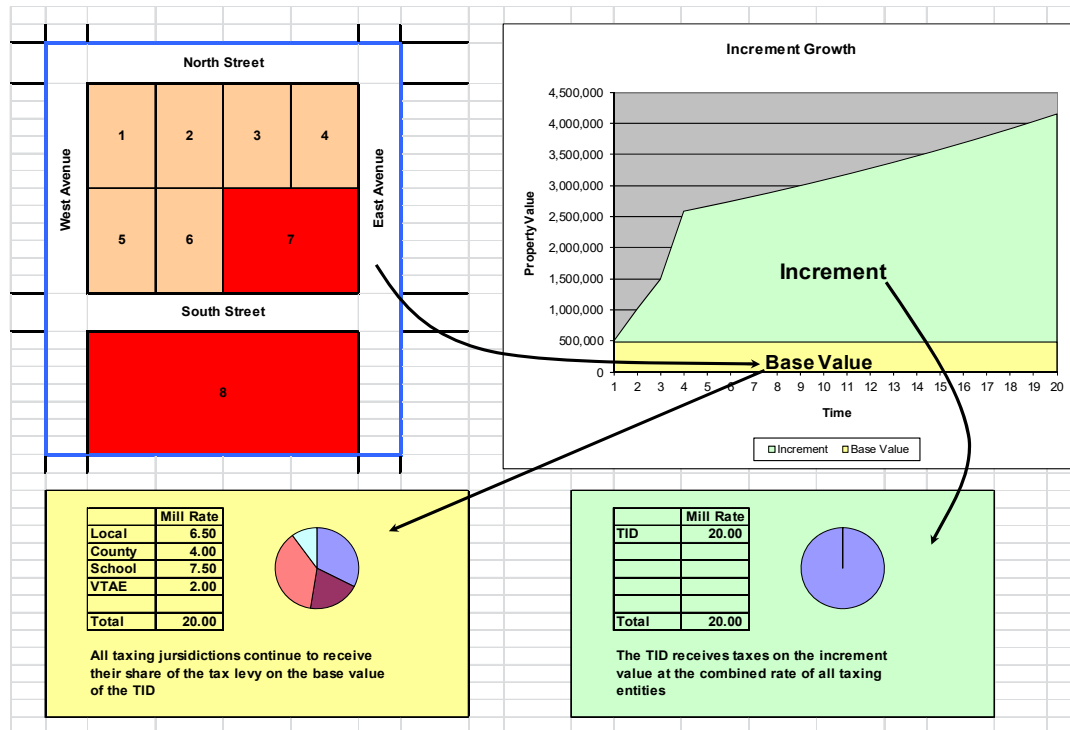 North Street
West Avenue
East Avenue
1 2 3 4
5 6 7
South Street
8
Increment Growth
Property Value
4,500,000
4,000,000
3,500,000
3,000,000
2,500,000
2,000,000
1,500,000
1,000,000
500,000
0
Increment
Base Value
1 2 3 4 5 6 7 8 9 10 11 12 13 14 15 16 17 18 19 20
Time
Increment Base Value
Mill Rate
Local 6.50
County 4.00
School 7.50
VTAE 2.00
Total 20.00
All taxing jursidictions continue to receive
their share of the tax levy on the base value
of the TID
Mill Rate
TID 20.00
Total 20.00
The TID receives taxes on the increment
value at the combined rate of all taxing
entities